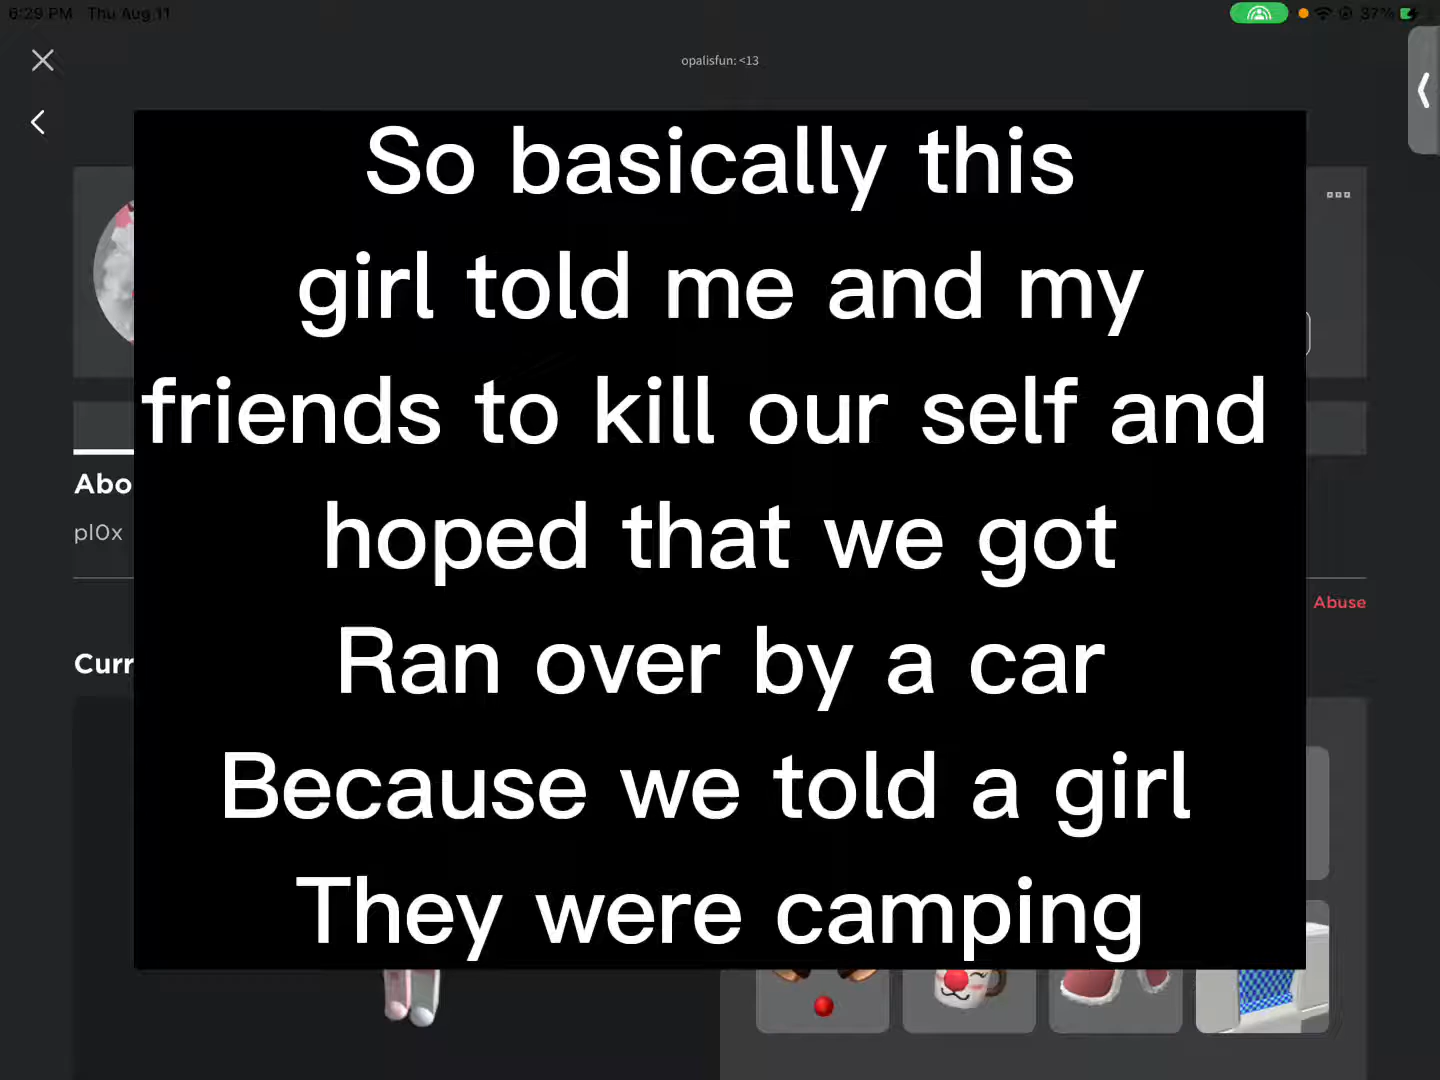 6:29 PM Thu Aug 11
37%
opalisfun: <13
So basically this
girl told me and my
friends to kill our self and
hoped that we got
Ran over by a car
Because we told a girl
They were camping
Abo
pl0x
Abuse
Curr